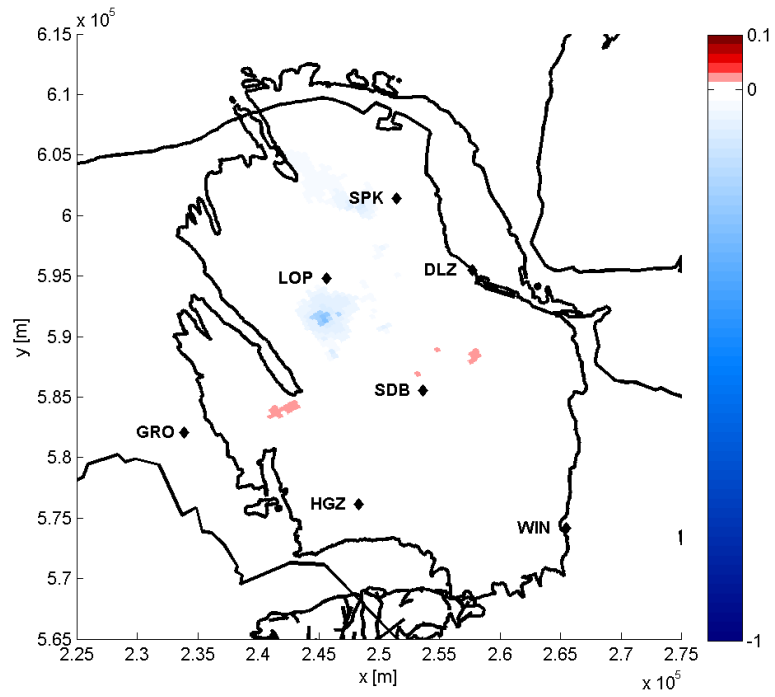 x 10^5
6.15
6.1
6.05
6
5.95
5.9
5.85
5.8
5.75
5.7
5.65
y [m]
SPK
LOP
DLZ
SDB
GRO
HGZ
WIN
2.25
2.3
2.35
2.4
2.45
2.5
2.55
2.6
2.65
2.7
2.75
x [m]
x 10^5
0.1
0
-1